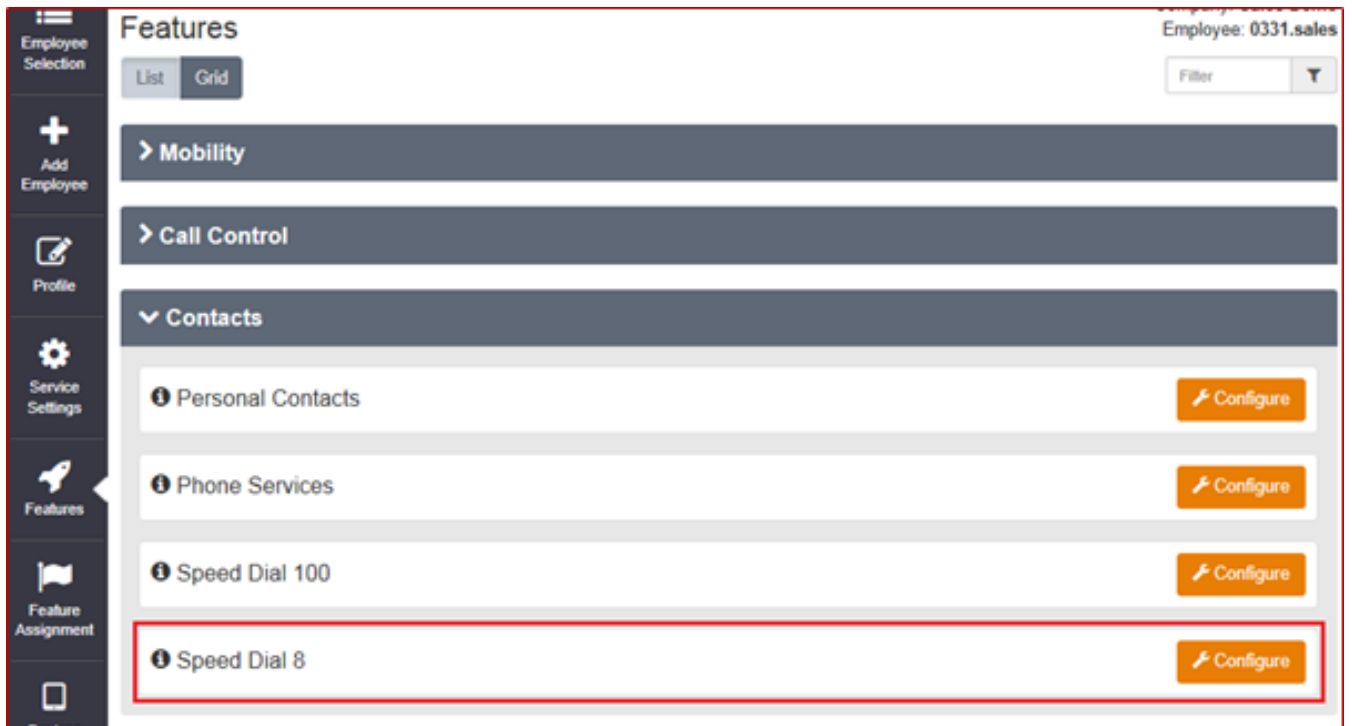 Employee
Selection
Add
Employee
Profile
Service
Settings
Features
Feature
Assignment
Features
Employee: 0331.sales
List
Grid
Filter
Mobility
Call Control
Contacts
Personal Contacts
Configure
Phone Services
Configure
Speed Dial 100
Configure
Speed Dial 8
Configure